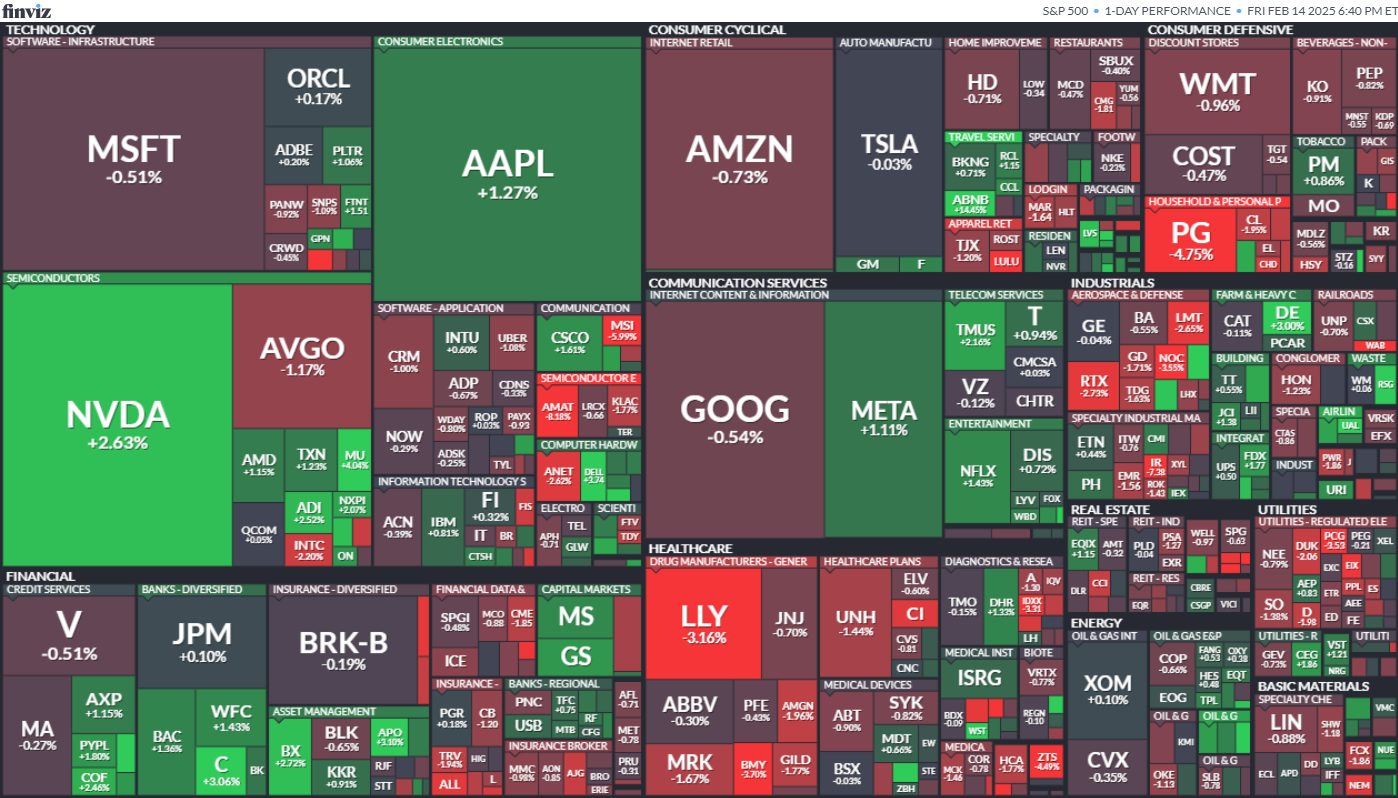 finviz
S&P 500 • 1-DAY PERFORMANCE • FRI FEB 14 2025 6:40 PM ET
TECHNOLOGY
SOFTWARE - INFRASTRUCTURE
MSFT
-0.51%
ORCL
+0.17%
ADBE
+0.20%
PLTR
+1.06%
PANW
-0.92%
SNPS
-1.09%
FTNT
+1.51
CRWD
-0.45%
GPN
CONSUMER ELECTRONICS
AAPL
+1.27%
SEMICONDUCTORS
NVDA
+2.63%
AVGO
-1.17%
AMD
+1.15%
TXN
+1.23%
MU
+4.04%
QCOM
+0.05%
ADI
+2.52%
NXPI
+2.07%
INTC
-2.20%
ON
SOFTWARE - APPLICATION
CRM
-1.00%
INTU
+0.60%
UBER
-1.08%
ADP
-0.67%
CDNS
-0.33%
NOW
-0.29%
WDAY
-0.80%
ROP
+0.03%
PAYX
-0.93
ADSK
-0.25%
TYL
COMMUNICATION
CSCO
+1.61%
MSI
-5.99%
SEMICONDUCTOR E
AMAT
-8.18%
LRCX
-0.66
KLAC
-1.77%
TER
COMPUTER HARDW
ANET
-2.62%
DELL
+3.74
INFORMATION TECHNOLOGY S
ACN
-0.39%
IBM
+0.81%
FI
+0.32%
FIS
IT
BR
CTSH
ELECTRO
APH
-0.71
TEL
GLW
SCIENTI
FTV
TDY
CONSUMER CYCLICAL
INTERNET RETAIL
AMZN
-0.73%
AUTO MANUFACTU
TSLA
-0.03%
GM
F
HOME IMPROVEME
HD
-0.71%
LOW
-0.34
RESTAURANTS
MCD
-0.47%
SBUX
-0.40%
CMG
-1.81
YUM
-0.56
TRAVEL SERVI
BKNG
+0.71%
RCL
+1.15
CCL
ABNB
+14.45%
SPECIALTY
FOOTW
NKE
-0.23%
LODGIN
MAR
-1.64
HLT
PACKAGIN
APPAREL RET
TJX
-1.20%
ROST
LULU
RESIDEN
LEN
NVR
LVS
CONSUMER DEFENSIVE
DISCOUNT STORES
WMT
-0.96%
COST
-0.47%
TGT
-0.54
BEVERAGES - NON-
KO
-0.91%
PEP
-0.82%
MNST
-0.55
KDP
-0.69
TOBACCO
PM
+0.86%
MO
PACK
GIS
K
HOUSEHOLD & PERSONAL P
PG
-4.75%
CL
-1.95%
EL
CHD
MDLZ
-0.56%
HSY
STZ
-0.16
KR
SYY
COMMUNICATION SERVICES
INTERNET CONTENT & INFORMATION
GOOG
-0.54%
META
+1.11%
TELECOM SERVICES
TMUS
+2.16%
T
+0.94%
CMCSA
+0.03%
VZ
-0.12%
CHTR
ENTERTAINMENT
NFLX
+1.43%
DIS
+0.72%
LYV
FOX
WBD
INDUSTRIALS
AEROSPACE & DEFENSE
GE
-0.04%
BA
-0.55%
LMT
-2.65%
RTX
-2.73%
GD
-1.71%
NOC
-3.55%
TDG
-1.63%
LHX
FARM & HEAVY C
CAT
-0.11%
DE
+3.00%
PCAR
RAILROADS
UNP
-0.70%
CSX
WAB
BUILDING
TT
+0.55%
JCI
+1.38
LII
CONGLOMER
HON
-1.23%
WASTE
WM
+0.06
RSG
SPECIALTY INDUSTRIAL MA
ETN
+0.44%
ITW
-0.76
CMI
PH
EMR
-1.56
IR
-7.38
XYL
ROK
-1.43
IEX
INTEGRAT
UPS
+0.50
FDX
+1.77
SPECIA
CTAS
-0.86
AIRLIN
UAL
VRSK
EFX
INDUST
PWR
-1.86
J
URI
HEALTHCARE
DRUG MANUFACTURERS - GENER
LLY
-3.16%
JNJ
-0.70%
ABBV
-0.30%
PFE
-0.43%
AMGN
-1.96%
MRK
-1.67%
BMY
-3.70%
GILD
-1.77%
HEALTHCARE PLANS
UNH
-1.44%
ELV
-0.60%
CI
CVS
-0.81
CNC
MEDICAL DEVICES
ABT
-0.90%
SYK
-0.82%
MDT
+0.66%
EW
BSX
-0.03%
STE
ZBH
DIAGNOSTICS & RESEA
TMO
-0.15%
DHR
+1.33%
A
-1.30
IQV
IDXX
-3.31
LH
MEDICAL INST
ISRG
BDX
-0.09
WST
BIOTE
VRTX
-0.77%
REGN
-0.10
MEDICA
MCK
-1.46
COR
-0.78
HCA
-1.77%
ZTS
-4.49%
REAL ESTATE
REIT - SPE
EQIX
+1.15
AMT
-0.32
DLR
CCI
REIT - IND
PLD
-0.04
PSA
-1.27
EXR
WELL
-0.97
SPG
-0.63
REIT - RES
EQR
CBRE
CSGP
VICI
UTILITIES
UTILITIES - REGULATED ELE
NEE
-0.79%
DUK
-2.06
PCG
-3.53
PEG
-0.21
XEL
EXC
EIX
SO
-1.38%
AEP
+0.83
ETR
PPL
ES
D
-1.98
AEE
ED
FE
UTILITIES - R
GEV
-0.73%
CEG
+1.86
VST
+1.21
NRG
UTILITI
ENERGY
OIL & GAS INT
XOM
+0.10%
CVX
-0.35%
OIL & GAS E&P
COP
-0.66%
FANG
+0.53
OXY
+0.38
HES
+0.48
EQT
EOG
TPL
OIL & G
KMI
OKE
-1.13
OIL & G
OIL & G
SLB
-0.78
BASIC MATERIALS
SPECIALTY CHE
LIN
-0.88%
SHW
-1.18
ECL
APD
DD
LYB
IFF
VMC
FCX
-1.86
NUE
NEM
FINANCIAL
CREDIT SERVICES
V
-0.51%
MA
-0.27%
AXP
+1.15%
PYPL
+1.80%
COF
+2.46%
BANKS - DIVERSIFIED
JPM
+0.10%
BAC
+1.36%
WFC
+1.43%
C
+3.06%
BK
INSURANCE - DIVERSIFIED
BRK-B
-0.19%
ASSET MANAGEMENT
BX
+2.72%
BLK
-0.65%
APO
+3.10%
KKR
+0.91%
RJF
STT
FINANCIAL DATA &
SPGI
-0.48%
MCO
-0.88
CME
-1.85
ICE
CAPITAL MARKETS
MS
GS
INSURANCE -
PGR
+0.18%
CB
-1.20
TRV
-1.94%
HIG
ALL
L
BANKS - REGIONAL
PNC
TFC
+0.75
USB
RF
MTB
CFG
INSURANCE BROKER
MMC
-0.98%
AON
-0.85
AJG
BRO
ERIE
AFL
-0.71
MET
-0.78
PRU
-0.31